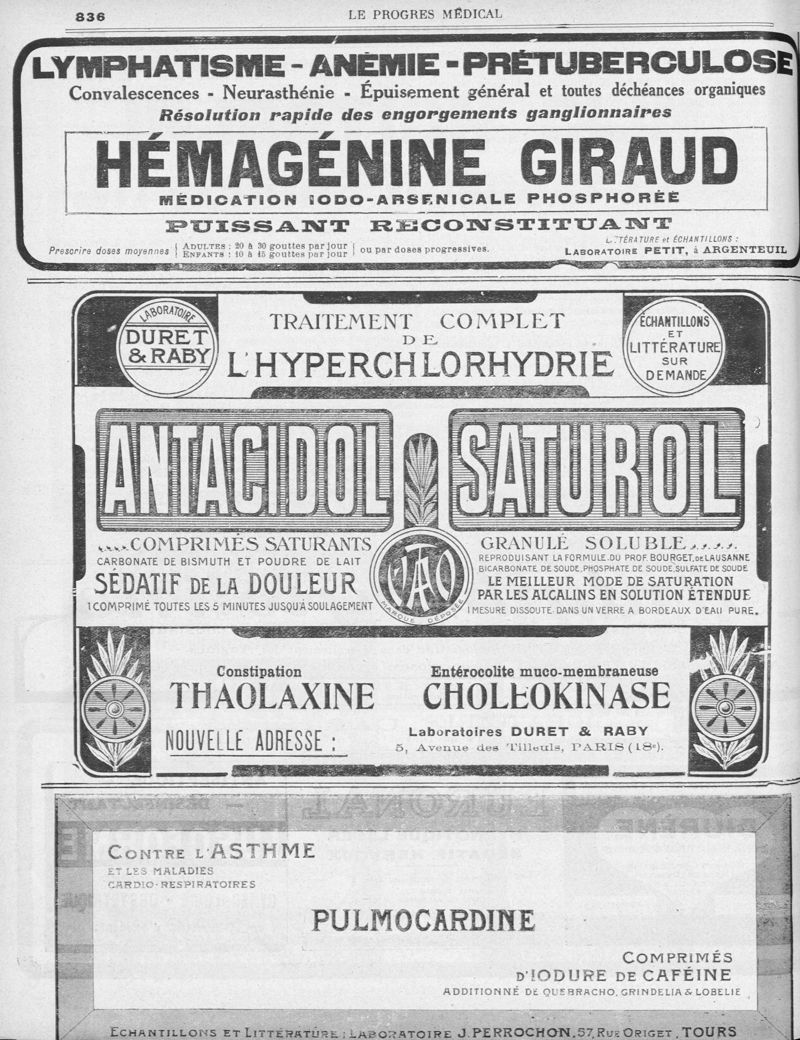 836
LE PROGRES MÉDICAL
LYMPHATISME - ANÉMIE - PRÉTUBERCULOSE
Convalescences - Neurasthénie - Épuisement général et toutes déchéances organiques
Résolution rapide des engorgements ganglionnaires
HÉMAGÉNINE GIRAUD
MÉDICATION IODO-ARSENICALE PHOSPHORÉE
PUISSANT RECONSTITUANT
Prescrire doses moyennes
ADULTES : 20 à 30 gouttes par jour
ENFANTS : 10 à 15 gouttes par jour
ou par doses progressives.
LITTÉRATURE et ÉCHANTILLONS :
LABORATOIRE PETIT, à ARGENTEUIL
LABORATOIRE
DURET
& RABY
TRAITEMENT COMPLET
DE
L'HYPERCHLORHYDRIE
ÉCHANTILLONS
ET
LITTÉRATURE
SUR
DEMANDE
ANTACIDOL
SATUROL
COMPRIMÉS SATURANTS
CARBONATE DE BISMUTH ET POUDRE DE LAIT
SÉDATIF DE LA DOULEUR
1 COMPRIMÉ TOUTES LES 5 MINUTES JUSQU'À SOULAGEMENT
MARQUE DÉPOSÉE
GRANULÉ SOLUBLE
REPRODUISANT LA FORMULE DU PROF. BOURGET, DE LAUSANNE
BICARBONATE DE SOUDE, PHOSPHATE DE SOUDE, SULFATE DE SOUDE
LE MEILLEUR MODE DE SATURATION
PAR LES ALCALINS EN SOLUTION ÉTENDUE
1 MESURE DISSOUTE DANS UN VERRE A BORDEAUX D'EAU PURE.
Constipation
THAOLAXINE
NOUVELLE ADRESSE :
Entérocolite muco-membraneuse
CHOLÉOKINASE
Laboratoires DURET & RABY
5, Avenue des Tilleuls, PARIS (18e).
CONTRE L'ASTHME
ET LES MALADIES
CARDIO-RESPIRATOIRES
PULMOCARDINE
COMPRIMÉS
D'IODURE DE CAFÉINE
ADDITIONNÉ DE QUEBRACHO, GRINDELIA & LOBELIE
ECHANTILLONS ET LITTÉRATURE : LABORATOIRE J. PERROCHON, 57, RUE ORIGET, TOURS